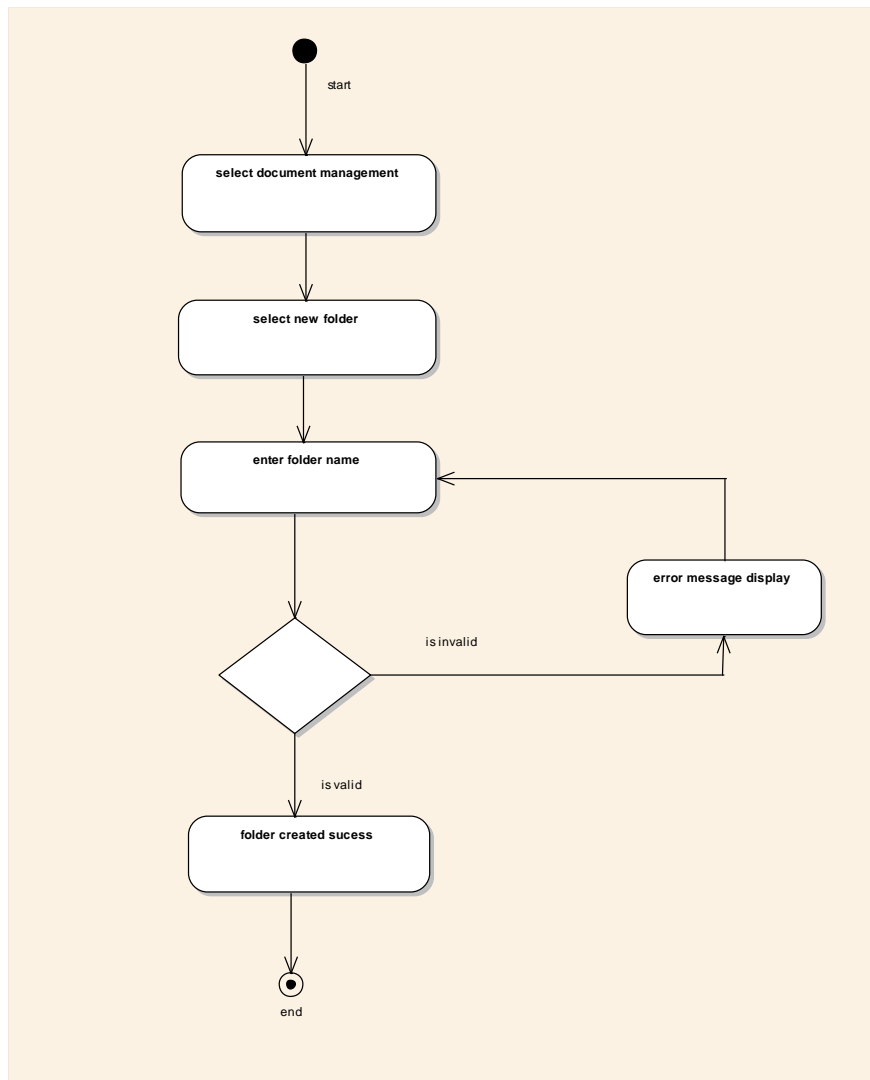 start
select document management
select new folder
enter folder name
error message display
is invalid
is valid
folder created sucess
end